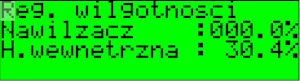 Reg. wilgotnosci
Nawilzacz :000.0%
H.wewnetrzna : 30.4%